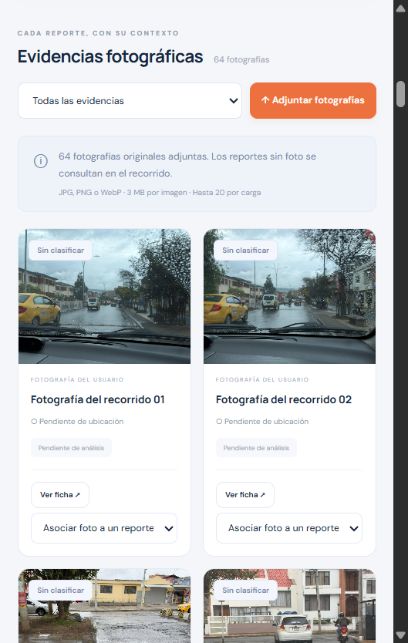 CADA REPORTE, CON SU CONTEXTO
Evidencias fotográficas 64 fotografías
Todas las evidencias
↑ Adjuntar fotografías
64 fotografías originales adjuntas. Los reportes sin foto se
consultan en el recorrido.
JPG, PNG o WebP · 3 MB por imagen · Hasta 20 por carga
Sin clasificar
Sin clasificar
FOTOGRAFÍA DEL USUARIO
Fotografía del recorrido 01
Pendiente de ubicación
Pendiente de análisis
Ver ficha ↗
Asociar foto a un reporte
FOTOGRAFÍA DEL USUARIO
Fotografía del recorrido 02
Pendiente de ubicación
Pendiente de análisis
Ver ficha ↗
Asociar foto a un reporte
Sin clasificar
Sin clasificar